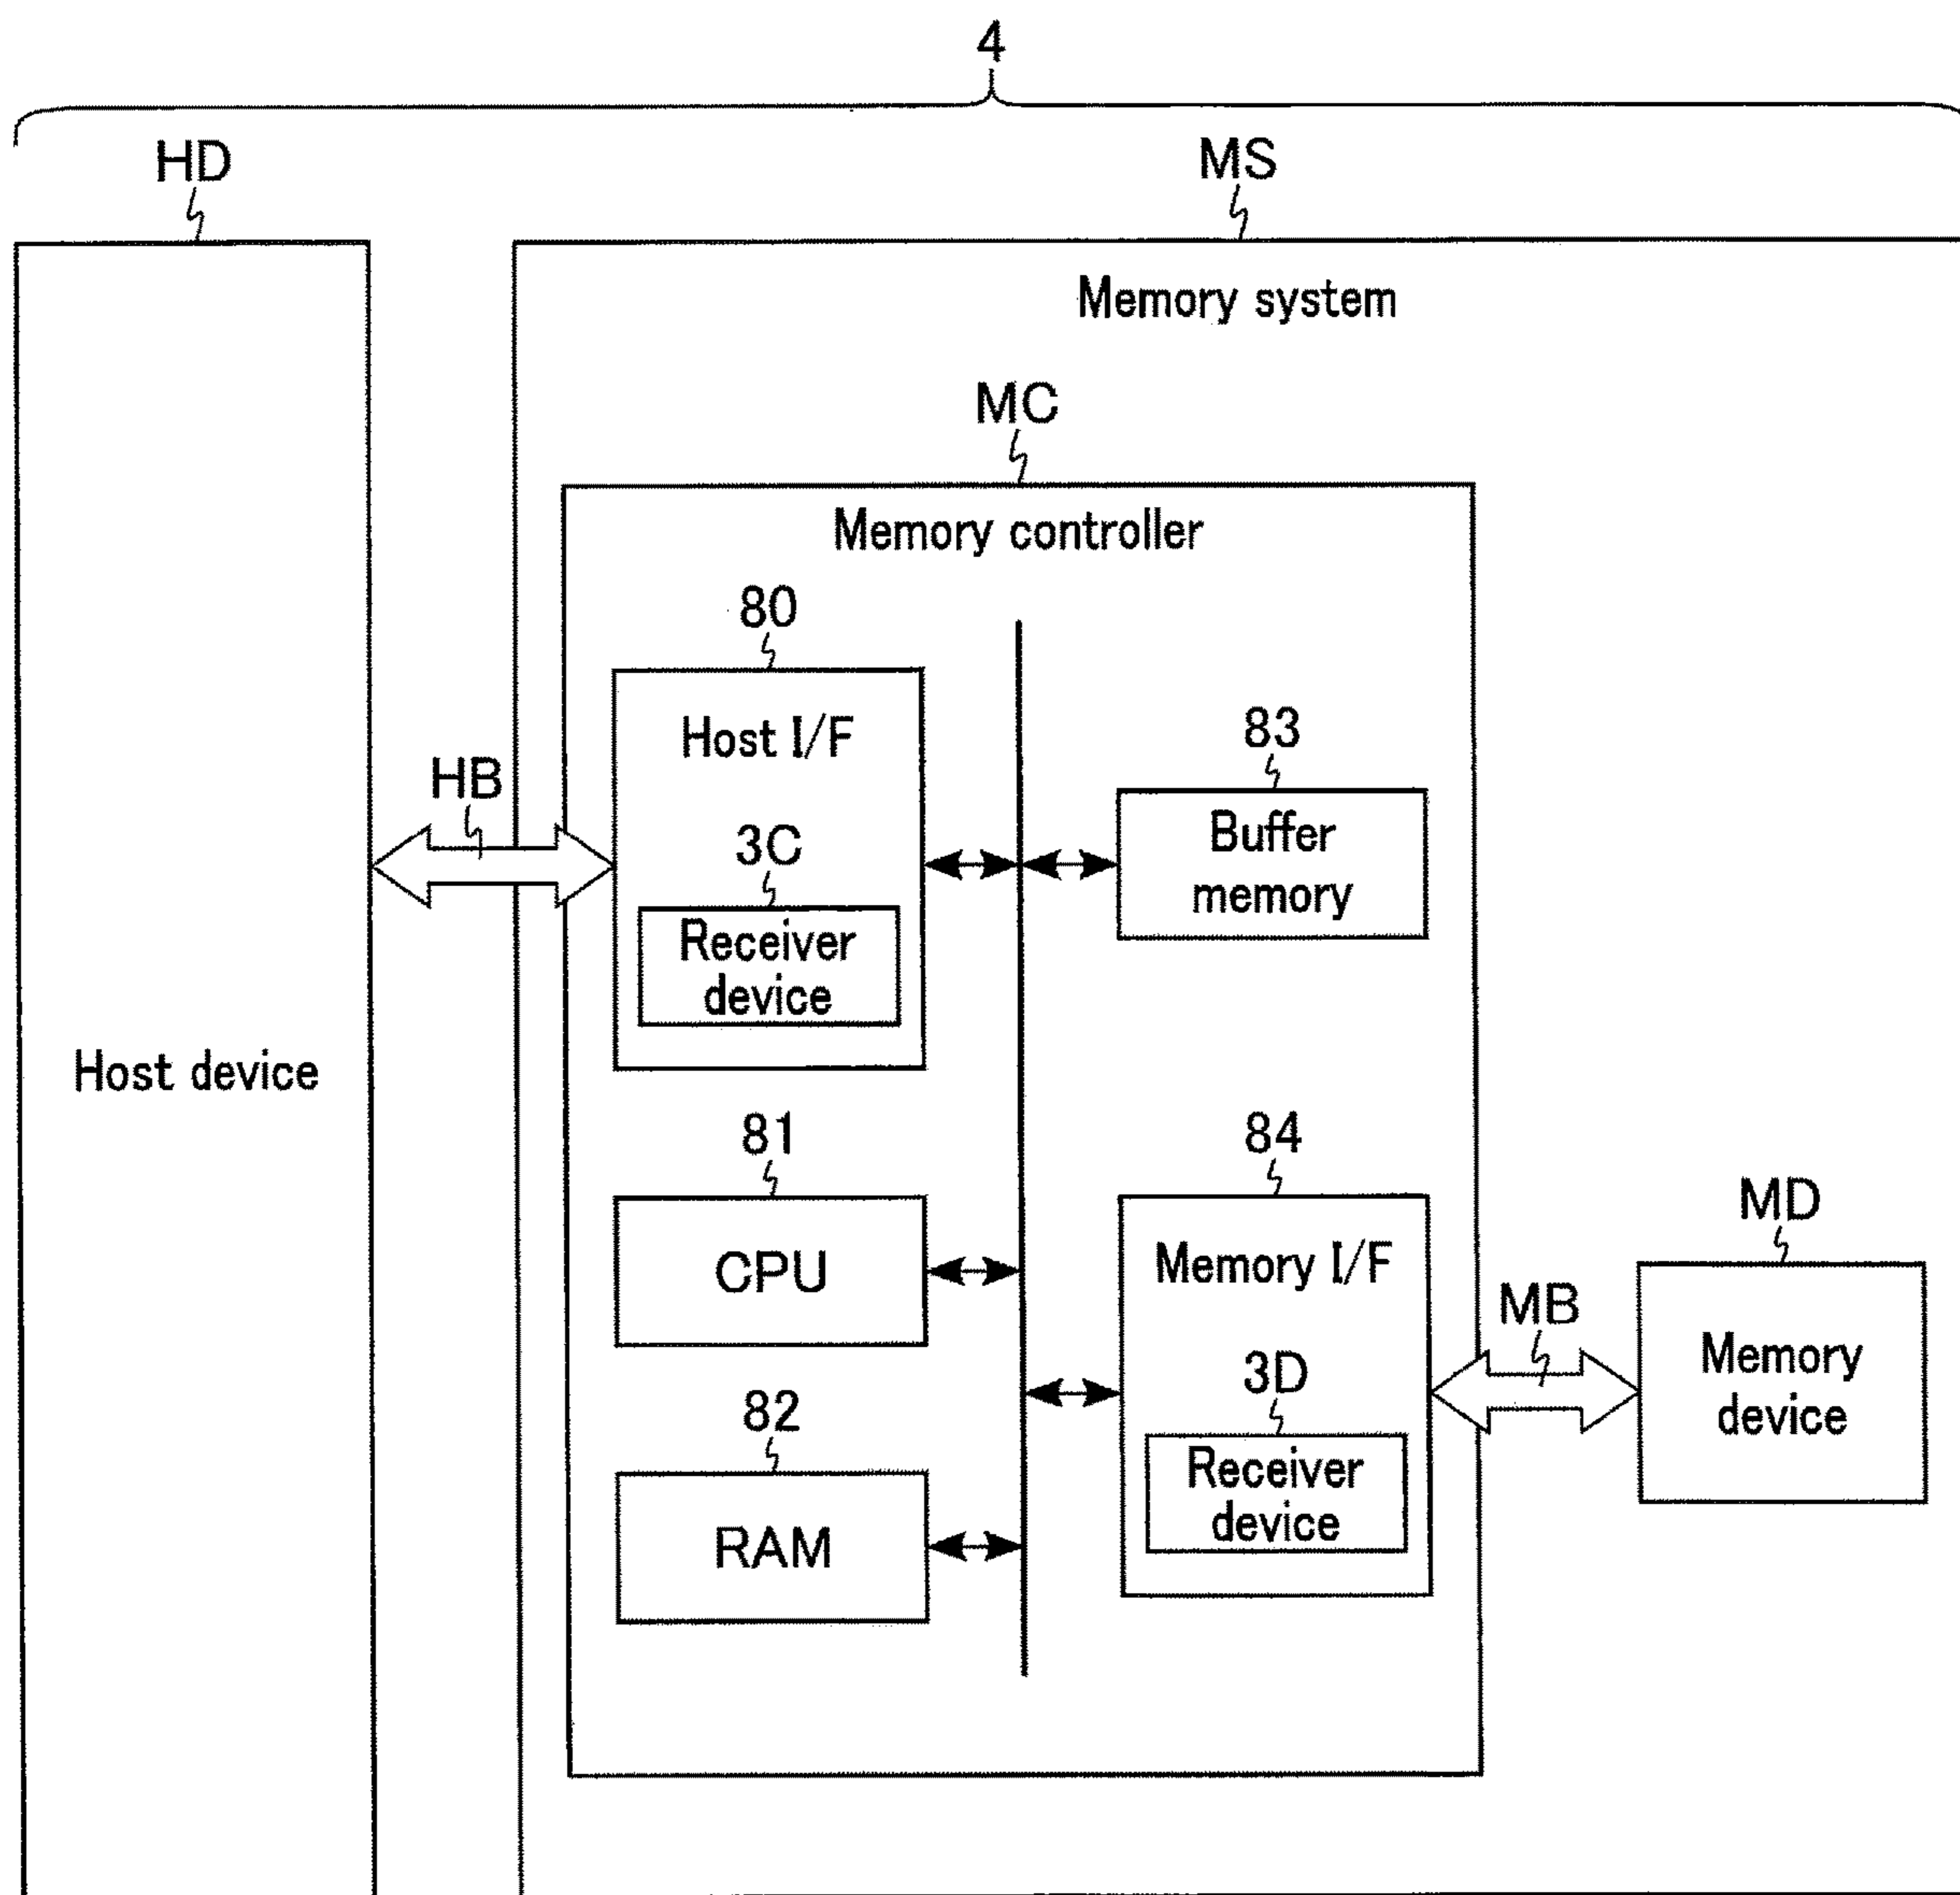 4
HD
MS
Memory system
MC
Memory controller
80
Host I/F
83
HB
Buffer
memory
3C
Receiver
device
Host device
81
84
CPU
Memory I/F
MD
MB
Memory
device
3D
82
Receiver
device
RAM